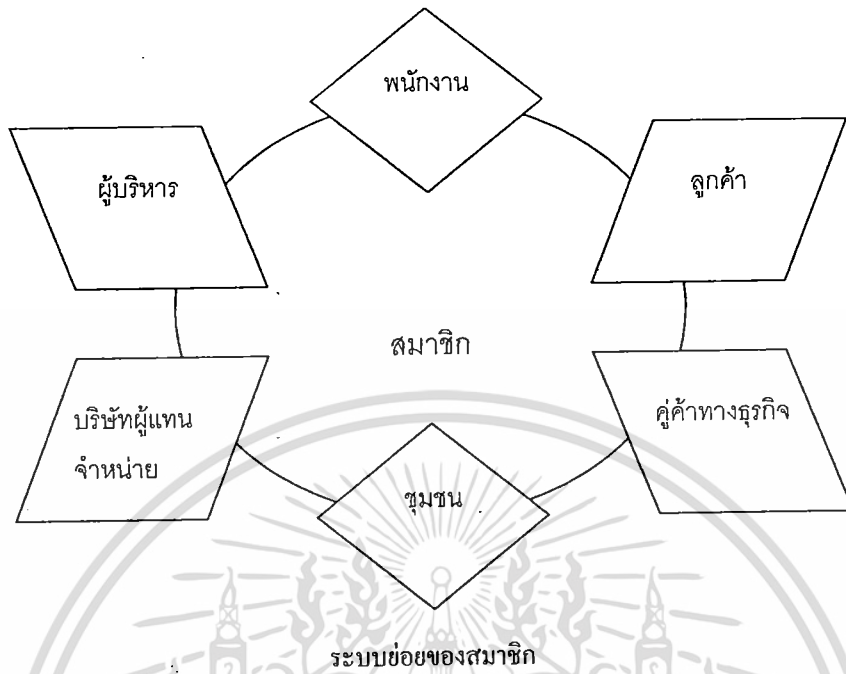 พนักงาน
ผู้บริหาร
ลูกค้า
สมาชิก
บริษัทผู้แทน
จำหน่าย
คู่ค้าทางธุรกิจ
ชุมชน
ระบบย่อยของสมาชิก